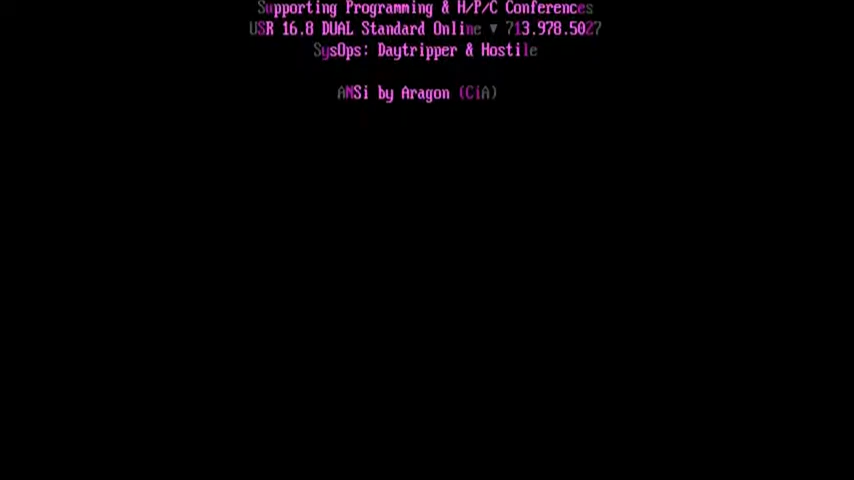 Supporting Programming & H/P/C Conferences
USR 16.8 DUAL Standard Online ▼ 713.978.5027
SysOps: Daytripper & Hostile
ANSi by Aragon (CiA)